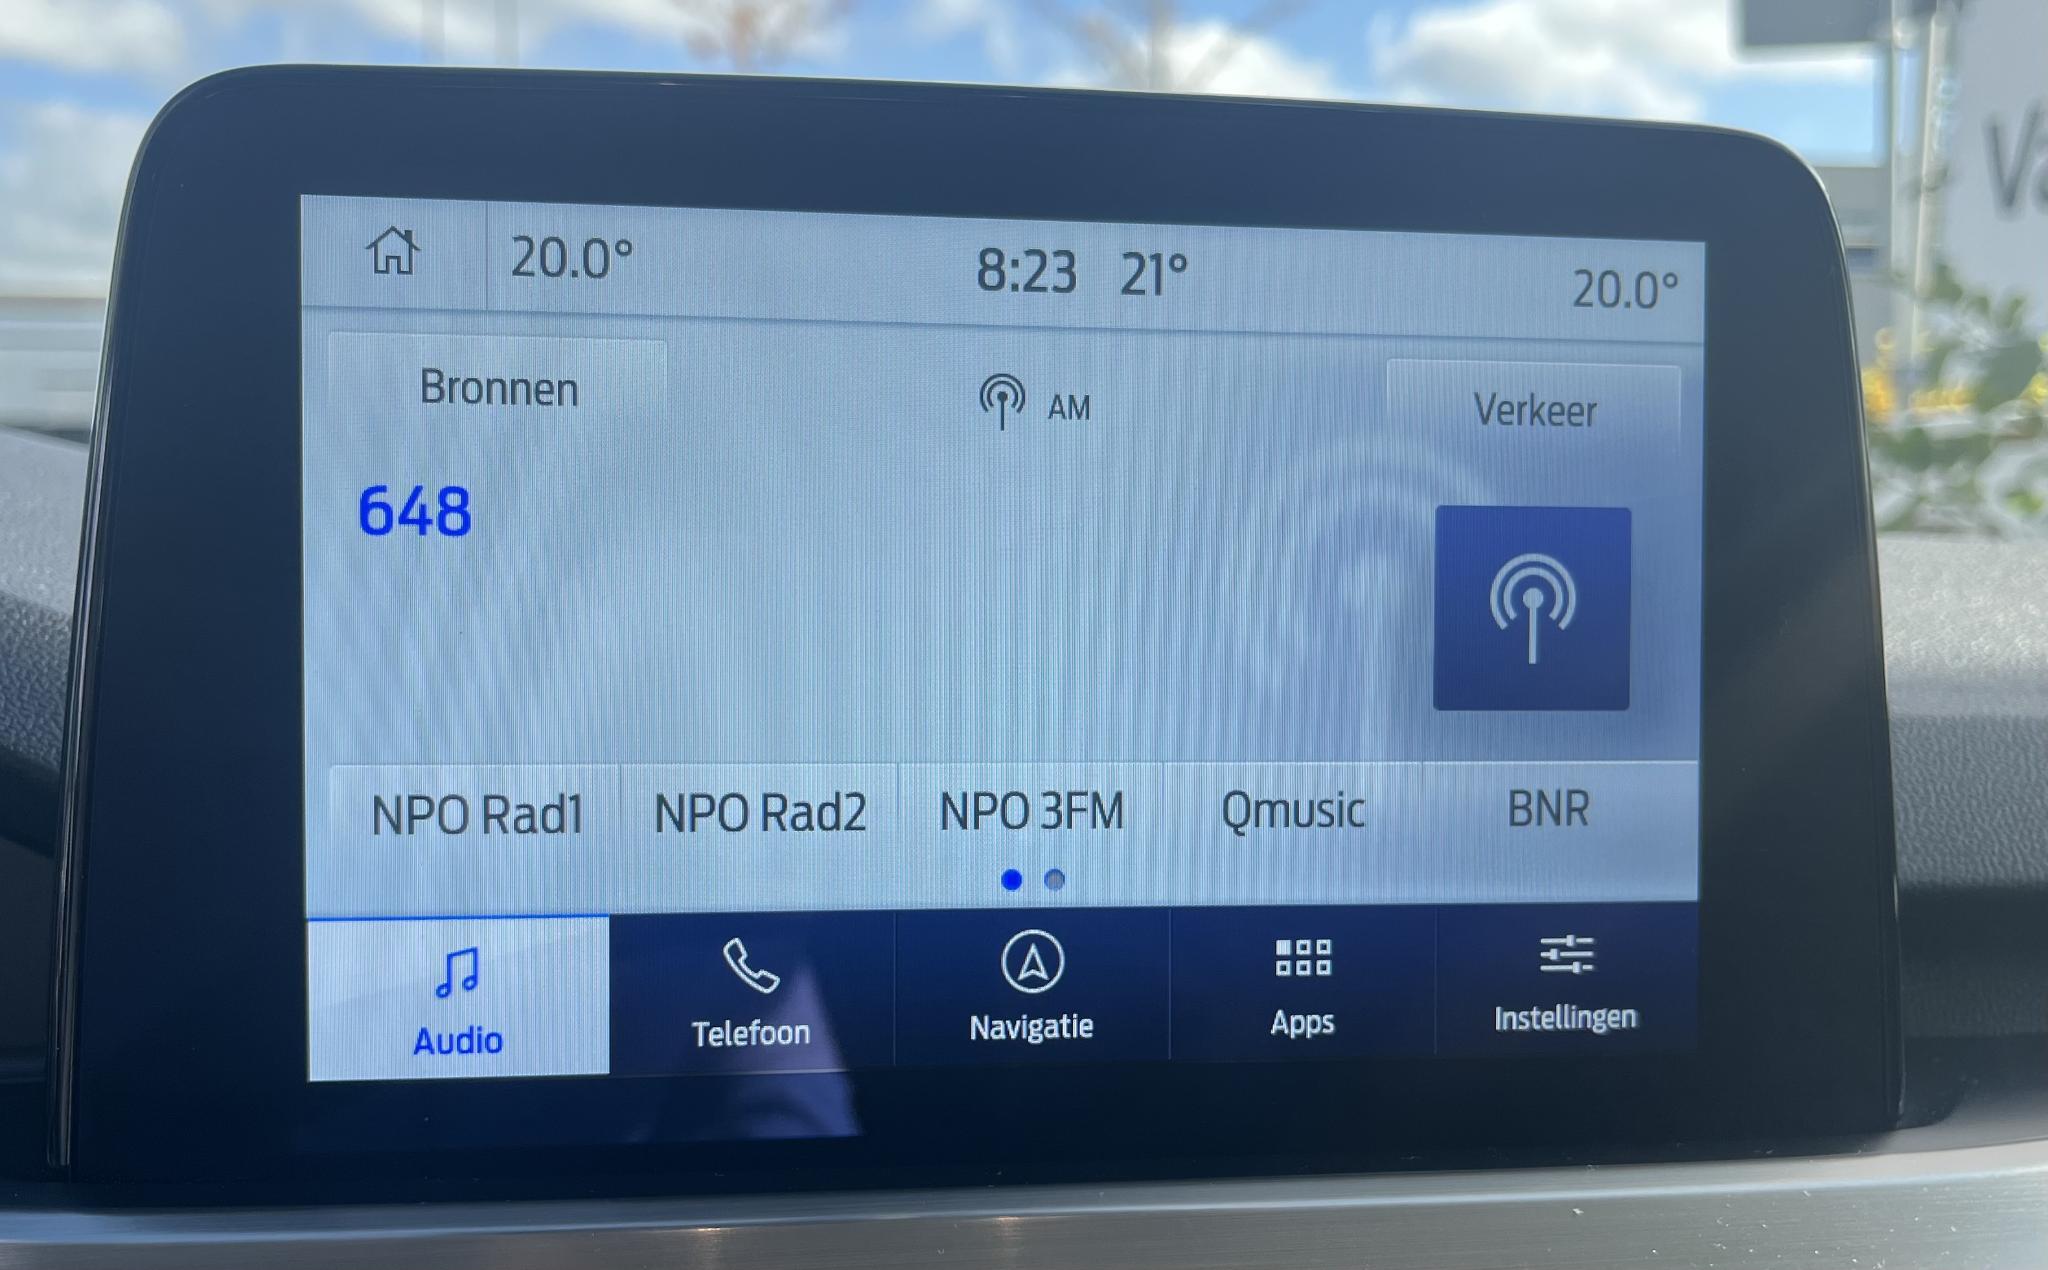 20.0° 8:23 21° 20.0°
Bronnen AM Verkeer
648
NPO Rad1 NPO Rad2 NPO 3FM Qmusic BNR
Audio Telefoon Navigatie Apps Instellingen